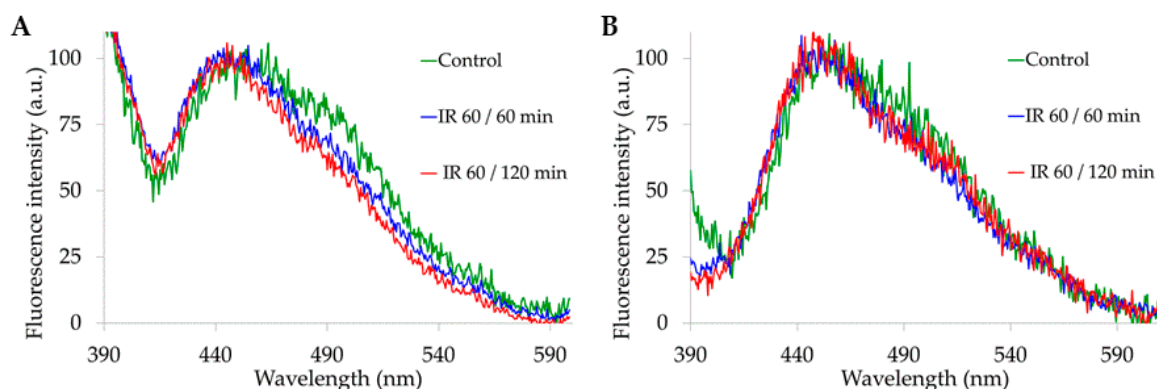 A
Fluorescence intensity (a.u.)
100
75
50
25
0
390
440
490
540
590
Wavelength (nm)
Control
IR 60 / 60 min
IR 60 / 120 min
B
Fluorescence intensity (a.u.)
100
75
50
25
0
390
440
490
540
590
Wavelength (nm)
Control
IR 60 / 60 min
IR 60 / 120 min